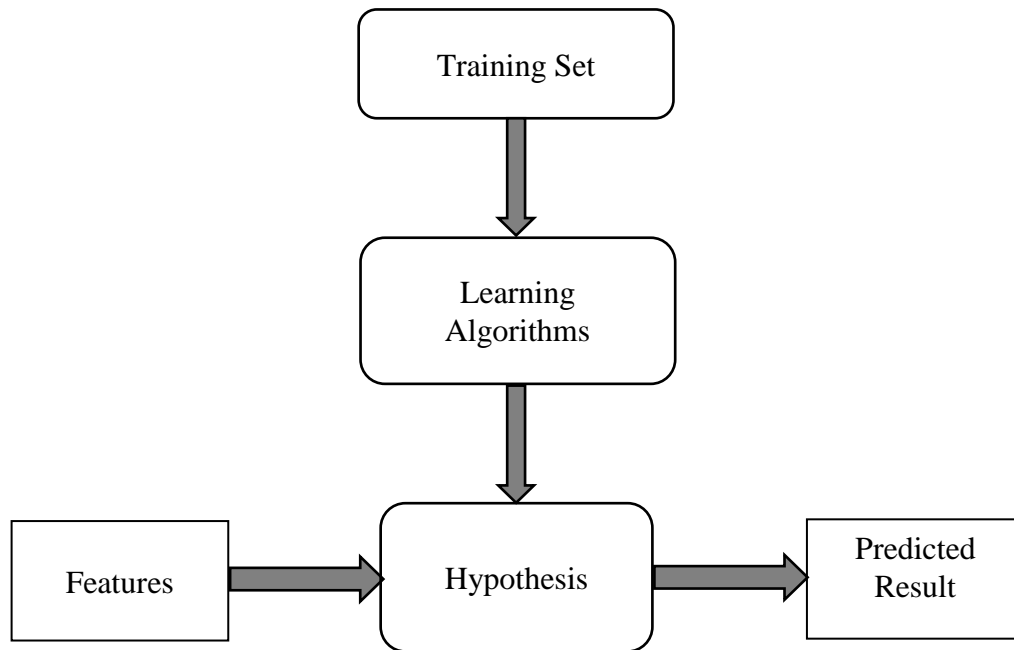 Training Set
Learning
Algorithms
Features
Hypothesis
Predicted
Result